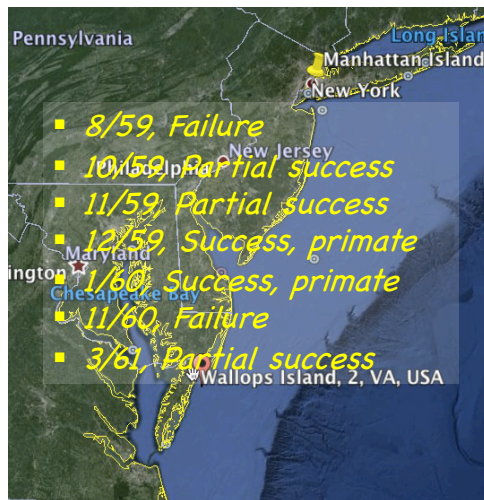 Pennsylvania
Long Islan
Manhattan Island
New York
8/59, Failure
New Jersey
10/59, Partial success
Philadelphia
11/59, Partial success
12/59, Success, primate
Maryland
ington
1/60, Success, primate
Chesapeake Bay
11/60, Failure
3/61, Partial success
Wallops Island, 2, VA, USA